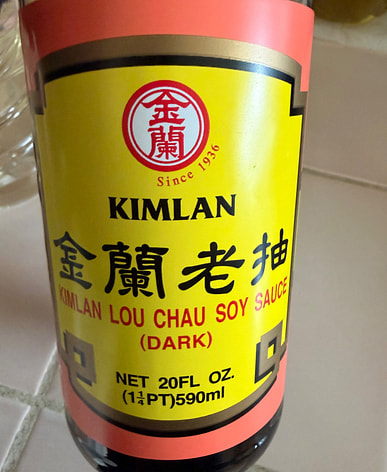 金蘭
Since 1936
KIMLAN
金蘭老抽
KIMLAN LOU CHAU SOY SAUCE
(DARK)
NET 20FL OZ.
(1¼PT)590ml